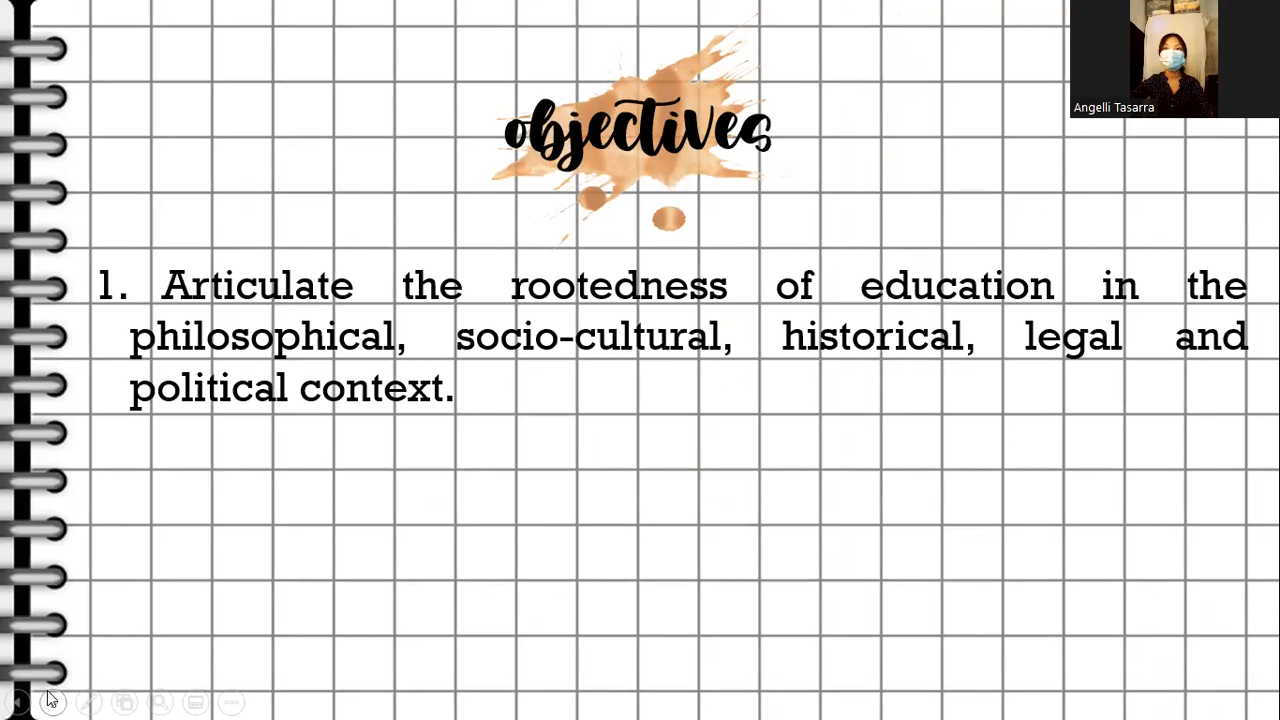 Angelli Tasarra
objectives
1. Articulate the rootedness of education in the
philosophical, socio-cultural, historical, legal and
political context.